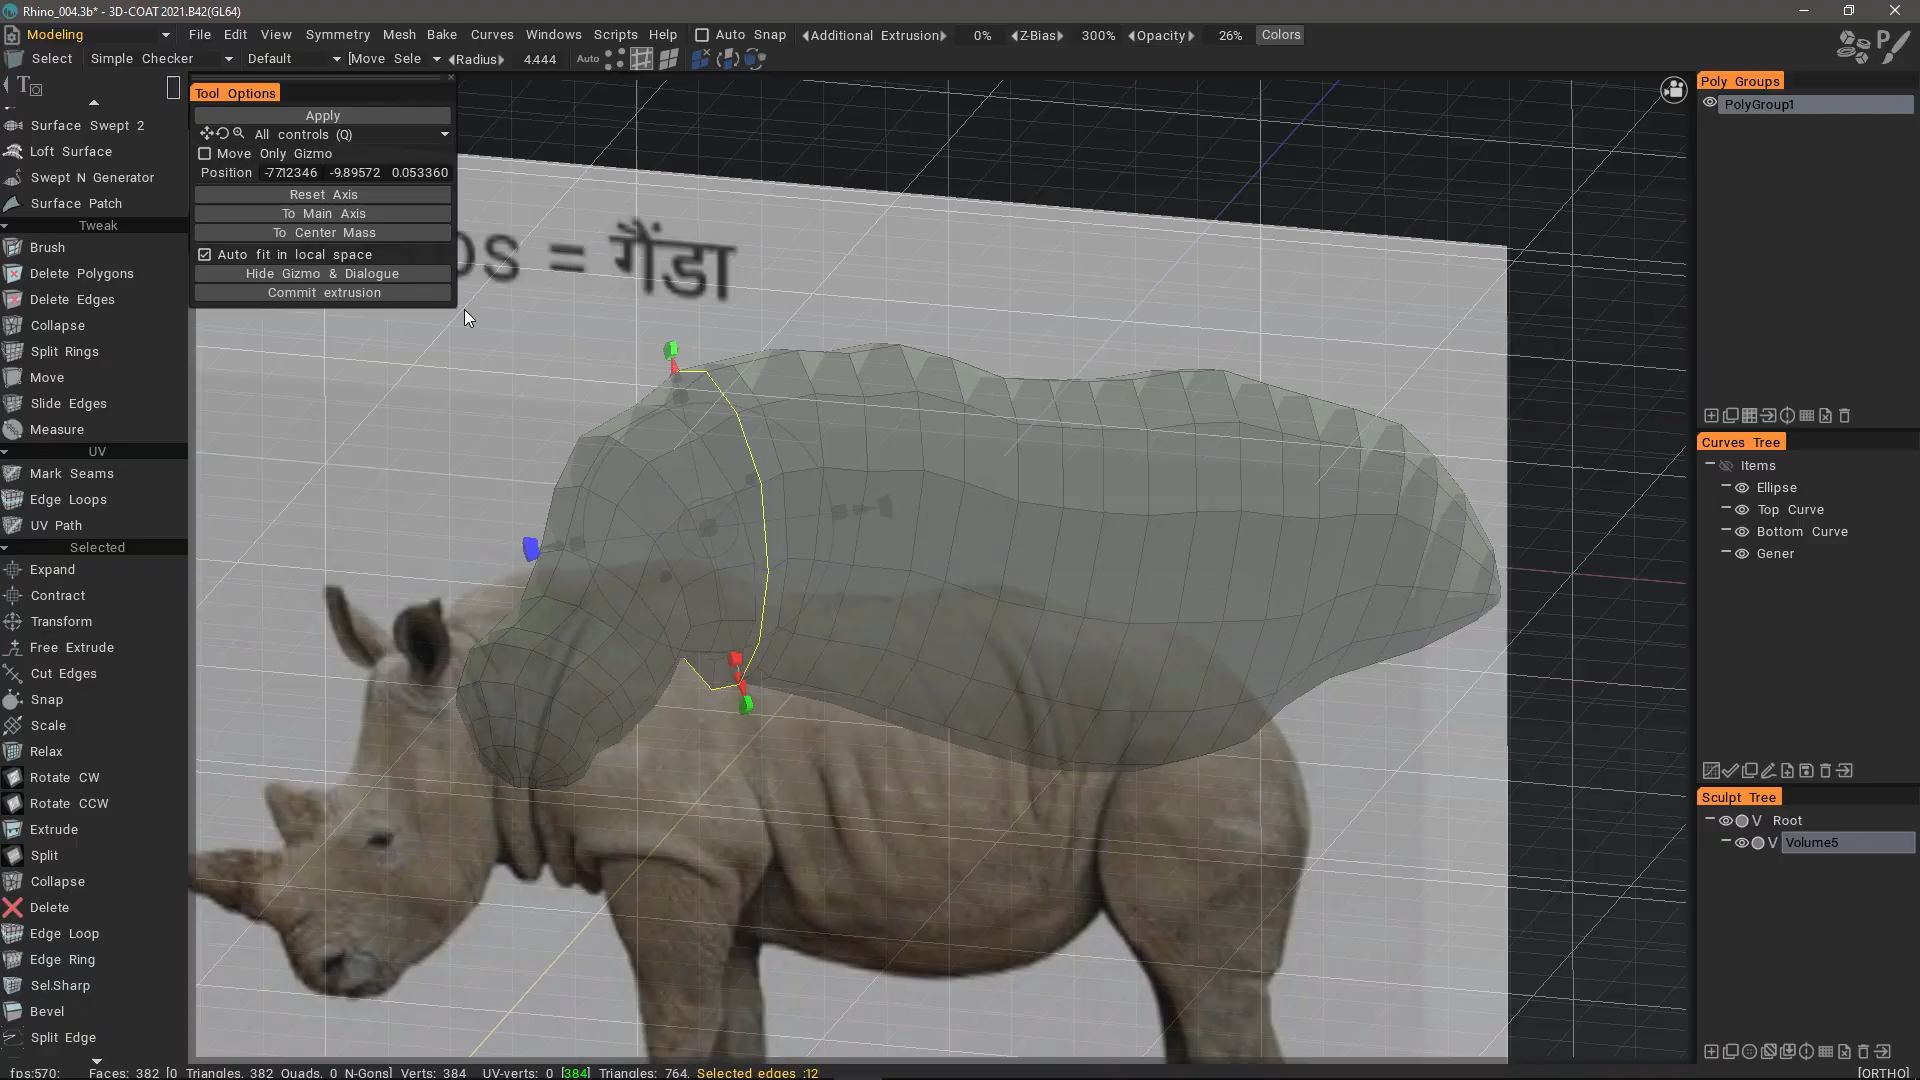 Rhino_004.3b* - 3D-COAT 2021.B42(GL64)
Modeling File Edit View Symmetry Mesh Bake Curves Windows Scripts Help Auto Snap Additional Extrusion 0% Z-Bias 300% Opacity 26% Colors
Select Simple Checker Default [Move Sele Radius 4.444 Auto
Tool Options
Apply
All controls (Q)
Move Only Gizmo
Position -77.12346 -9.89572 0.053360
Reset Axis
To Main Axis
To Center Mass
Auto fit in local space
Hide Gizmo & Dialogue
Commit extrusion
= गैंडा
Surface Swept 2
Loft Surface
Swept N Generator
Surface Patch
Tweak
Brush
Delete Polygons
Delete Edges
Collapse
Split Rings
Move
Slide Edges
Measure
UV
Mark Seams
Edge Loops
UV Path
Selected
Expand
Contract
Transform
Free Extrude
Cut Edges
Snap
Scale
Relax
Rotate CW
Rotate CCW
Extrude
Split
Collapse
Delete
Edge Loop
Edge Ring
Sel.Sharp
Bevel
Split Edge
Poly Groups
PolyGroup1
Curves Tree
Items
Ellipse
Top Curve
Bottom Curve
Gener
Sculpt Tree
V Root
V Volume5
fps:570; Faces: 382 [0 Triangles, 382 Quads, 0 N-Gons] Verts: 384 UV-verts: 0 [384] Triangles: 764, Selected edges :12 [ORTHO]